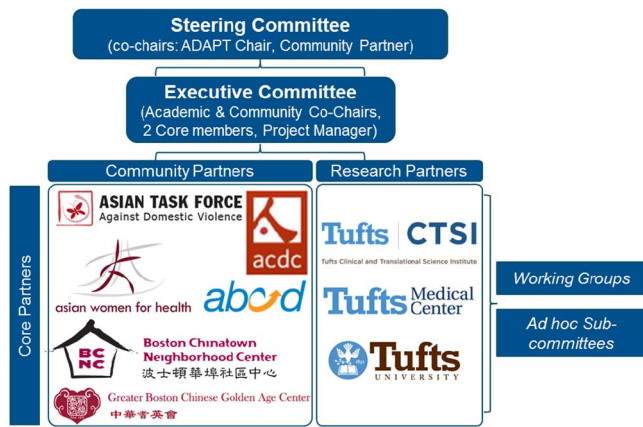 Steering Committee
(co-chairs: ADAPT Chair, Community Partner)
Executive Committee
(Academic & Community Co-Chairs,
2 Core members, Project Manager)
Community Partners
Research Partners
Core Partners
ASIAN TASK FORCE
Against Domestic Violence
acdc
asian women for health
abcd
BC
NC
Boston Chinatown
Neighborhood Center
波士頓華埠社區中心
Greater Boston Chinese Golden Age Center
中華耆英會
Tufts CTSI
Tufts Clinical and Translational Science Institute
Tufts Medical
Center
Tufts
UNIVERSITY
Working Groups
Ad hoc Sub-
committees